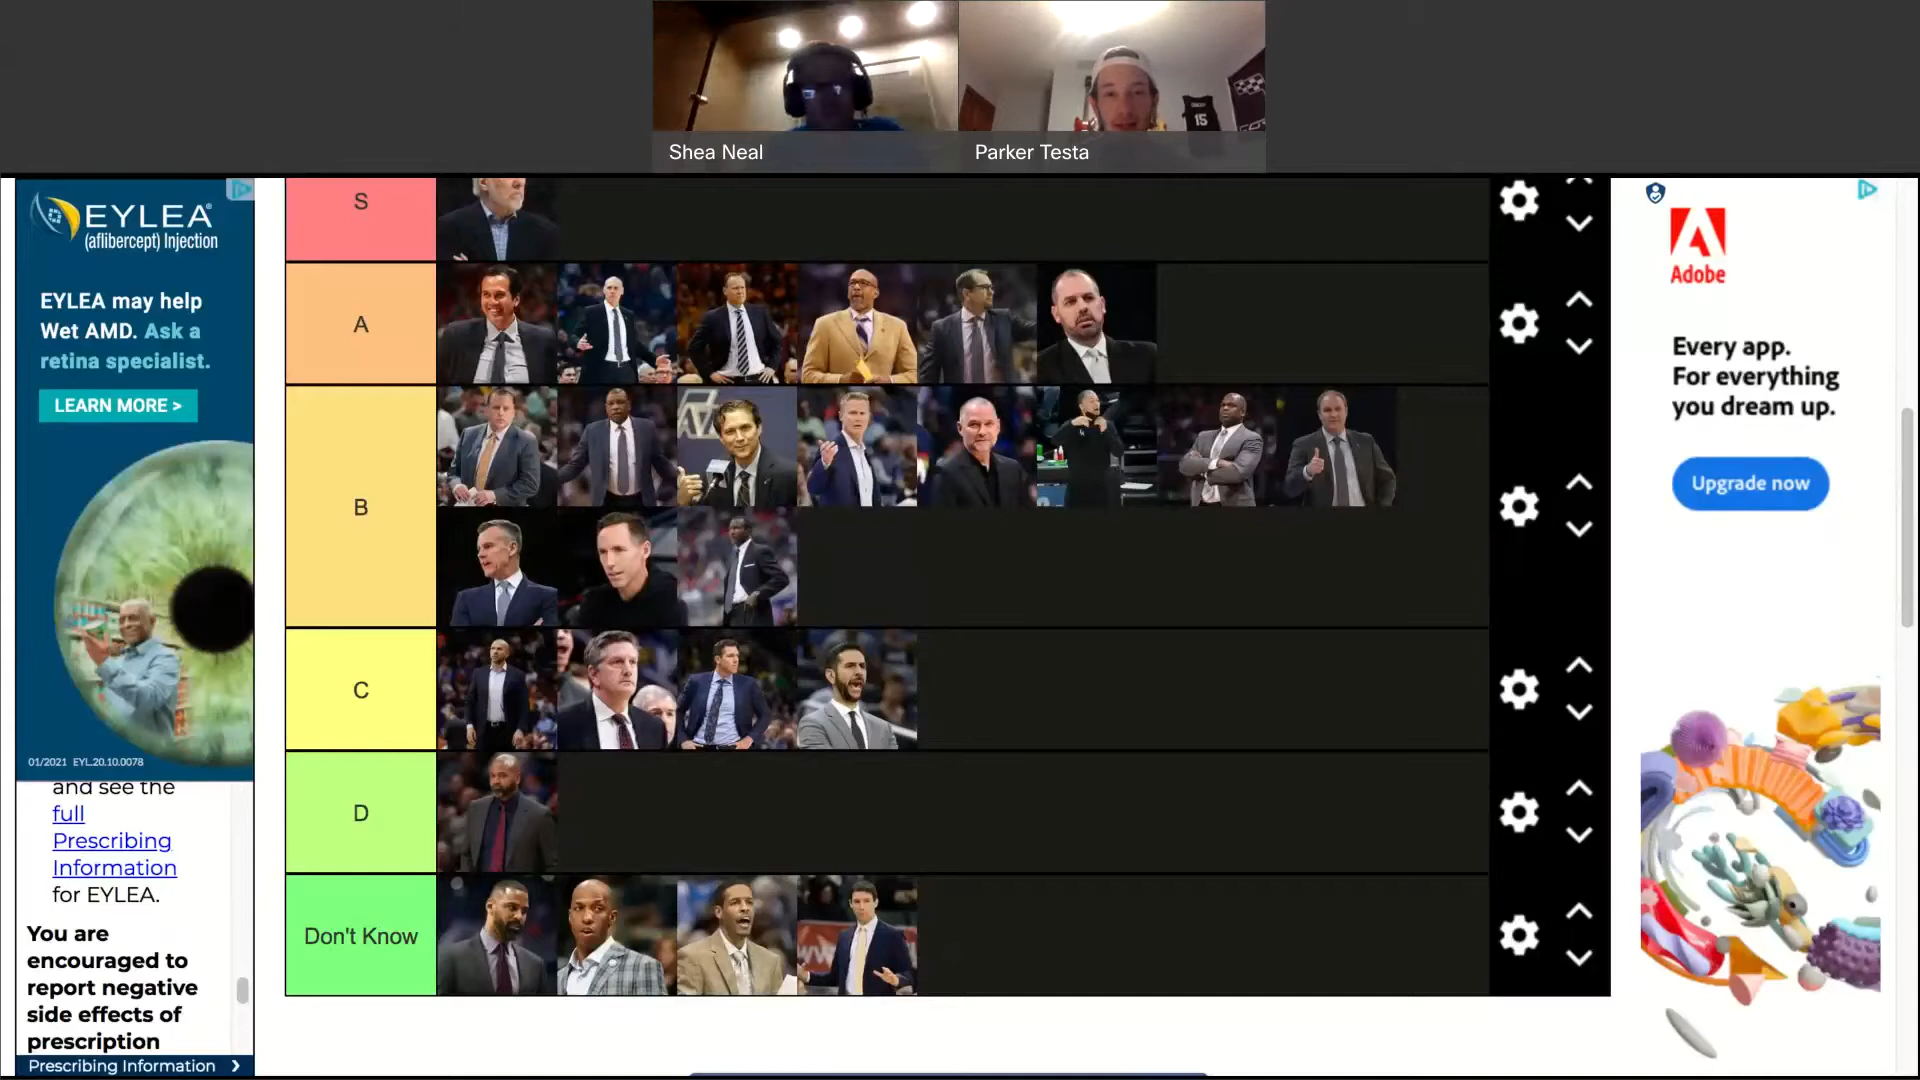 Shea Neal
Parker Testa
EYLEA
(aflibercept) Injection
EYLEA may help
Wet AMD. Ask a
retina specialist.
LEARN MORE >
01/2021 EYL.20.10.0078
and see the
full
Prescribing
Information
for EYLEA.
You are
encouraged to
report negative
side effects of
prescription
Prescribing Information
S
A
B
C
D
Don't Know
15
Adobe
Every app.
For everything
you dream up.
Upgrade now